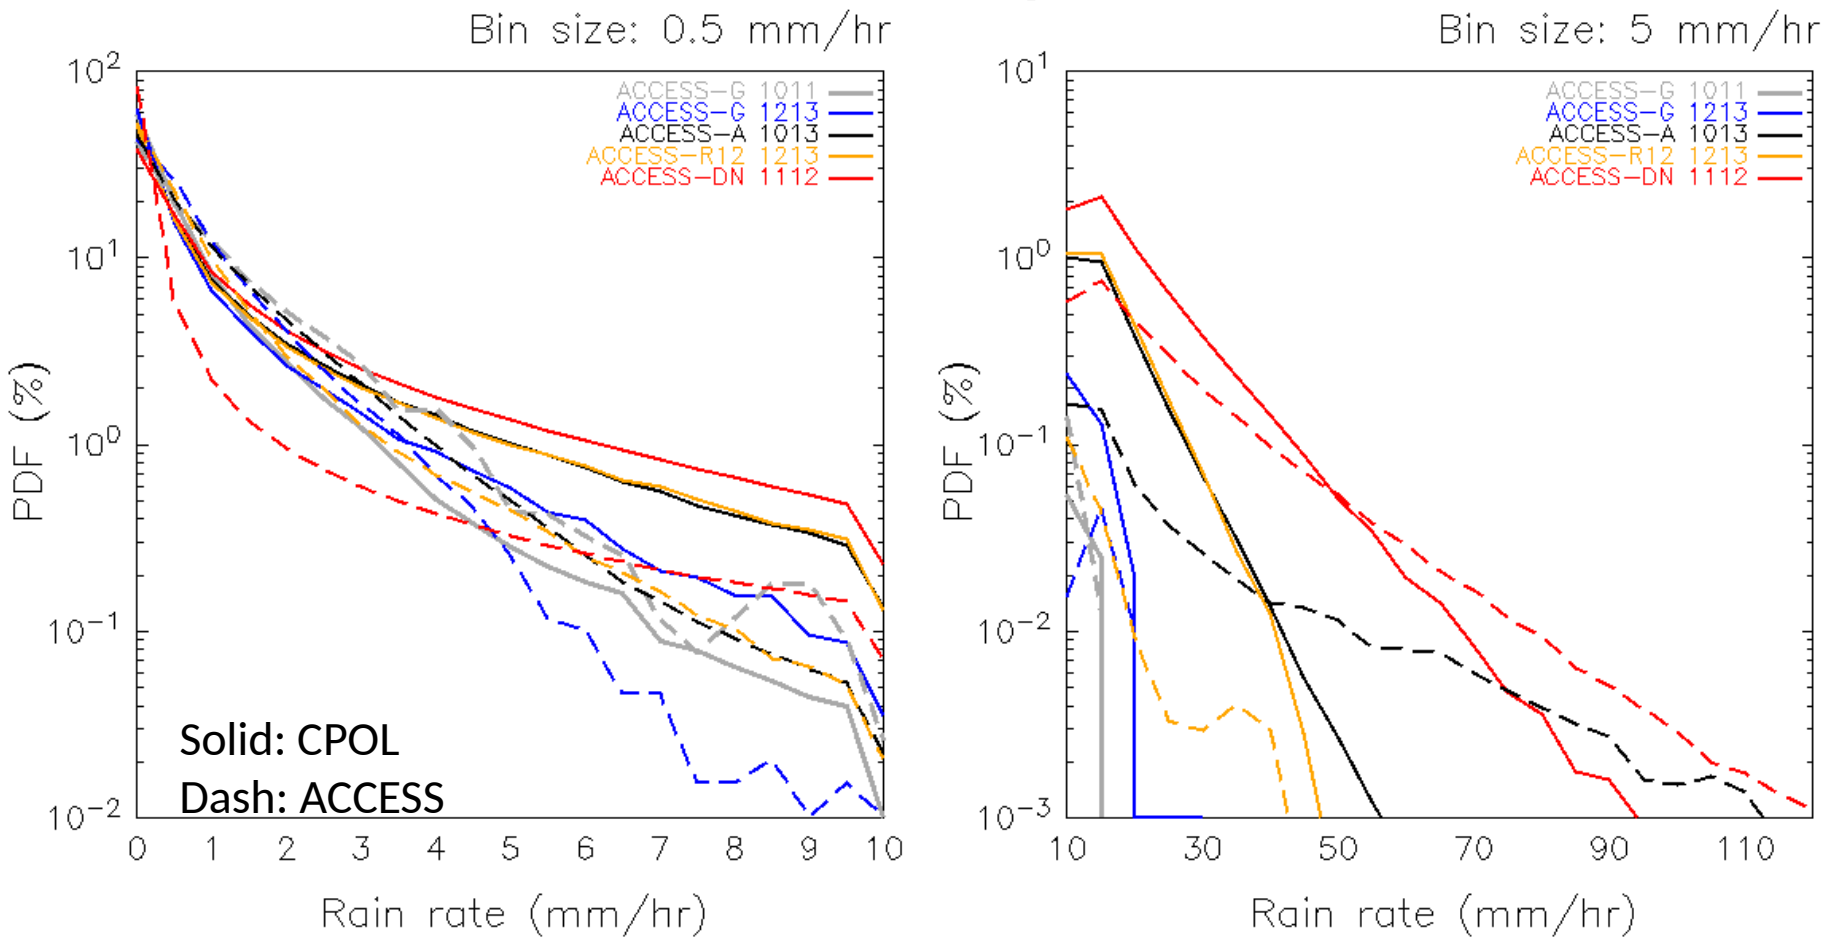 Bin size: 0.5 mm/hr
10²
10¹
10⁰
10⁻¹
10⁻²
PDF (%)
ACCESS–G 1011
ACCESS–G 1213
ACCESS–A 1013
ACCESS–R12 1213
ACCESS–DN 1112
Solid: CPOL
Dash: ACCESS
0 1 2 3 4 5 6 7 8 9 10
Rain rate (mm/hr)
Bin size: 5 mm/hr
10¹
10⁰
10⁻¹
10⁻²
10⁻³
PDF (%)
ACCESS–G 1011
ACCESS–G 1213
ACCESS–A 1013
ACCESS–R12 1213
ACCESS–DN 1112
10 30 50 70 90 110
Rain rate (mm/hr)